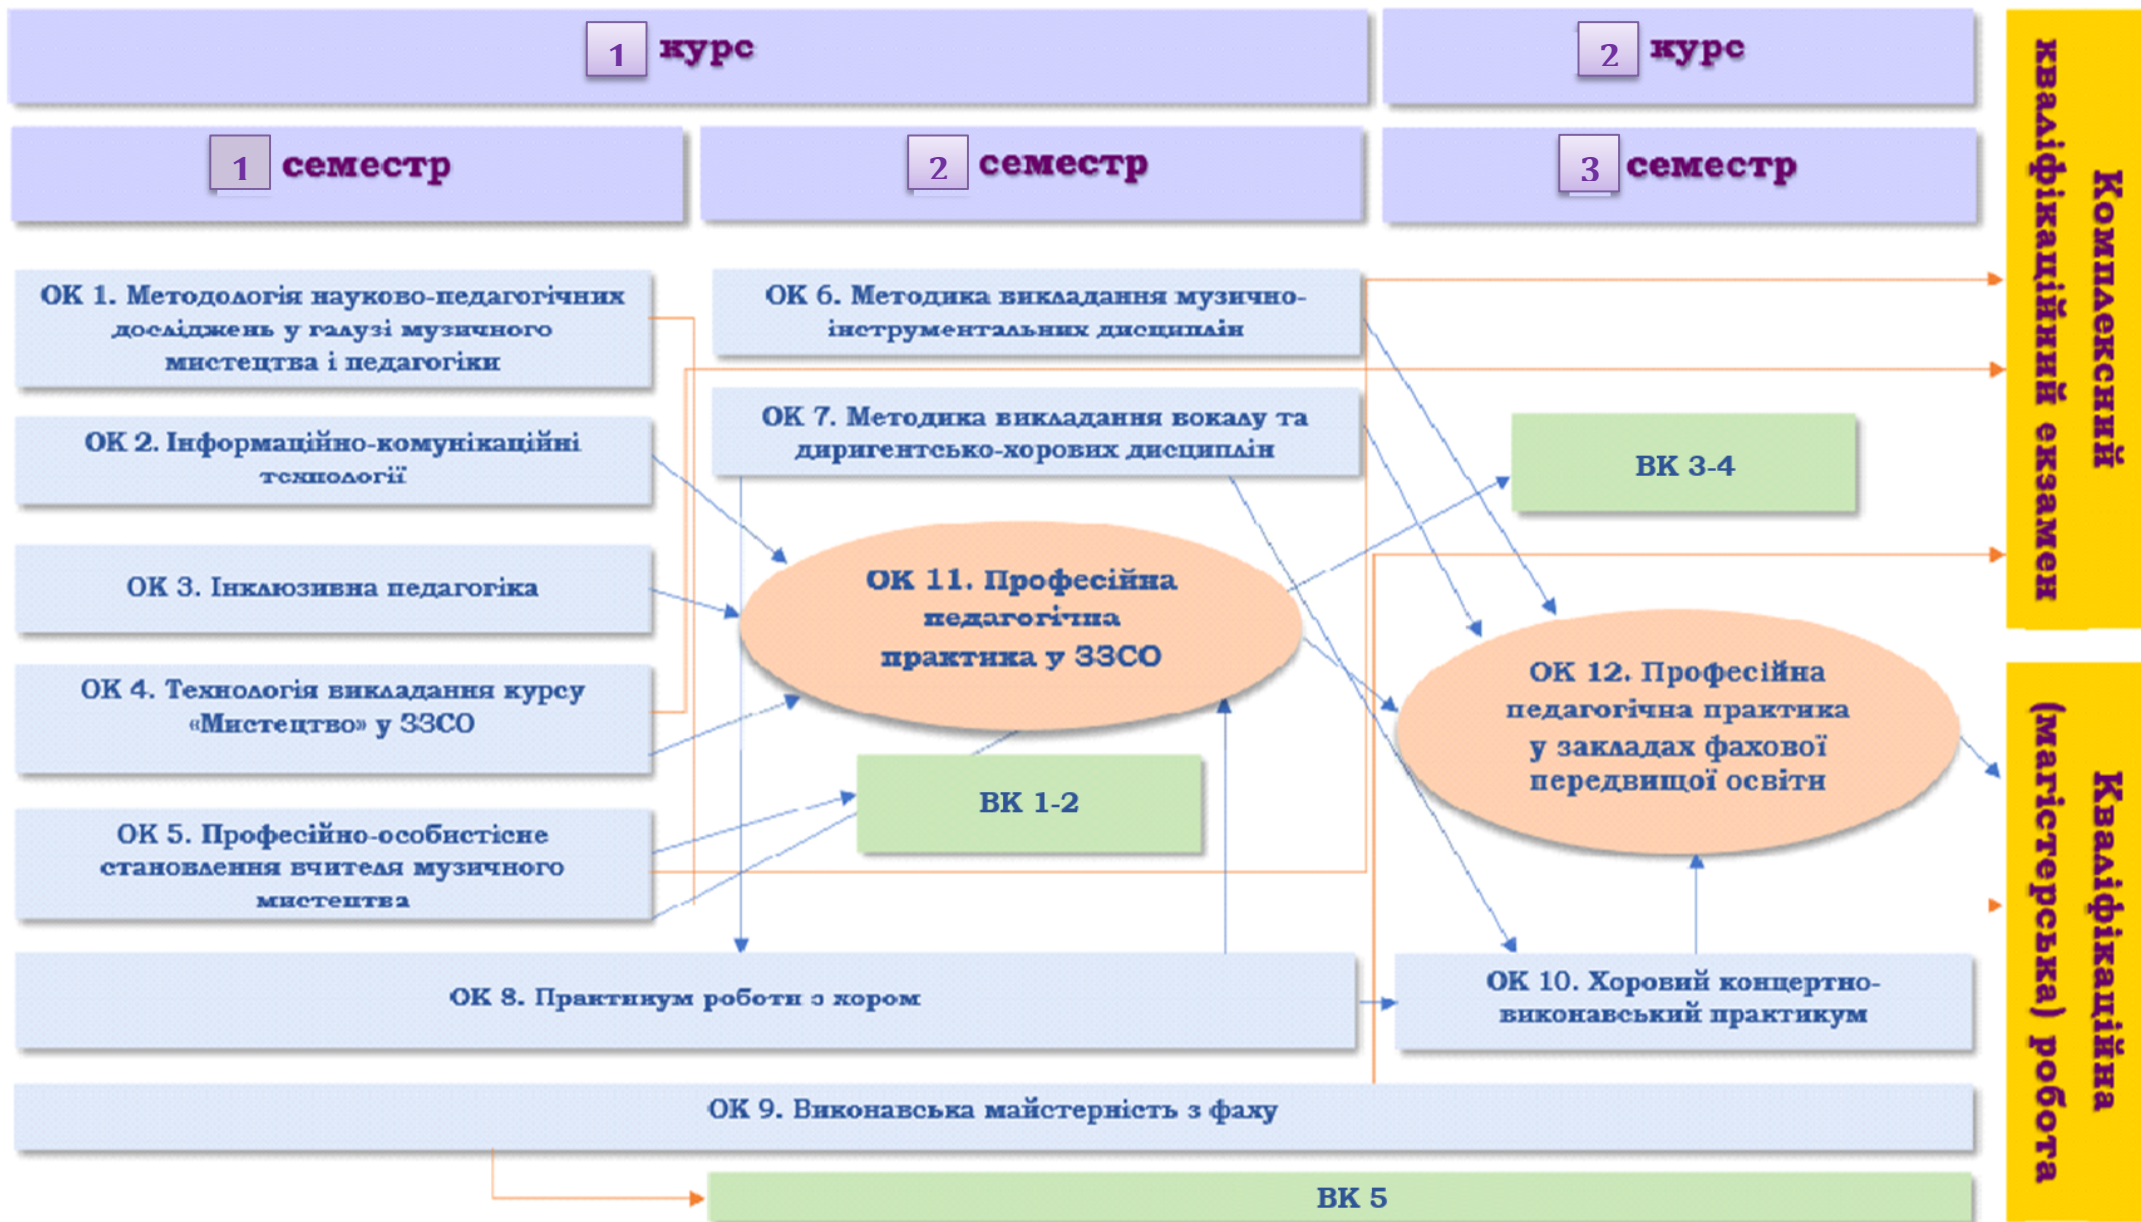 1 курс
2 курс
1 семестр
2 семестр
3 семестр
ОК 1. Методологія науково-педагогічних
досліджень у галузі музичного
мистецтва і педагогіки
ОК 2. Інформаційно-комунікаційні
технології
ОК 3. Інклюзивна педагогіка
ОК 4. Технологія викладання курсу
«Мистецтво» у ЗЗСО
ОК 5. Професійно-особистісне
становлення вчителя музичного
мистецтва
ОК 6. Методика викладання музично-
інструментальних дисциплін
ОК 7. Методика викладання вокалу та
диригентсько-хорових дисциплін
ОК 11. Професійна
педагогічна
практика у ЗЗСО
ВК 1-2
ВК 3-4
ОК 12. Професійна
педагогічна практика
у закладах фахової
передвищої освіти
ОК 8. Практикум роботи з хором
ОК 10. Хоровий концертно-
виконавський практикум
ОК 9. Виконавська майстерність з фаху
ВК 5
Комплексний
кваліфікаційний екзамен
Кваліфікаційна
(магістерська) робота